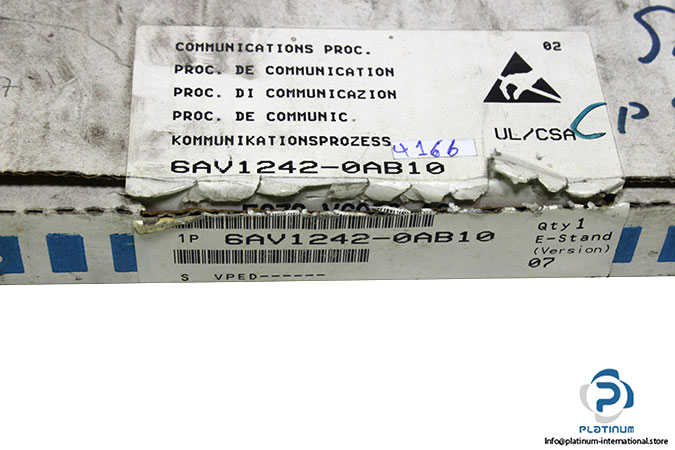 COMMUNICATIONS PROC.
02
PROC. DE COMMUNICATION
PROC. DI COMMUNICAZION
PROC. DE COMMUNIC.
UL/CSA
CP
KOMMUNIKATIONSPROZESS
4166
6AV1242-0AB10
1P 6AV1242-0AB10
Qty 1
E-Stand
(Version)
07
S VPED------
PLATINUM
Info@platinum-international.store